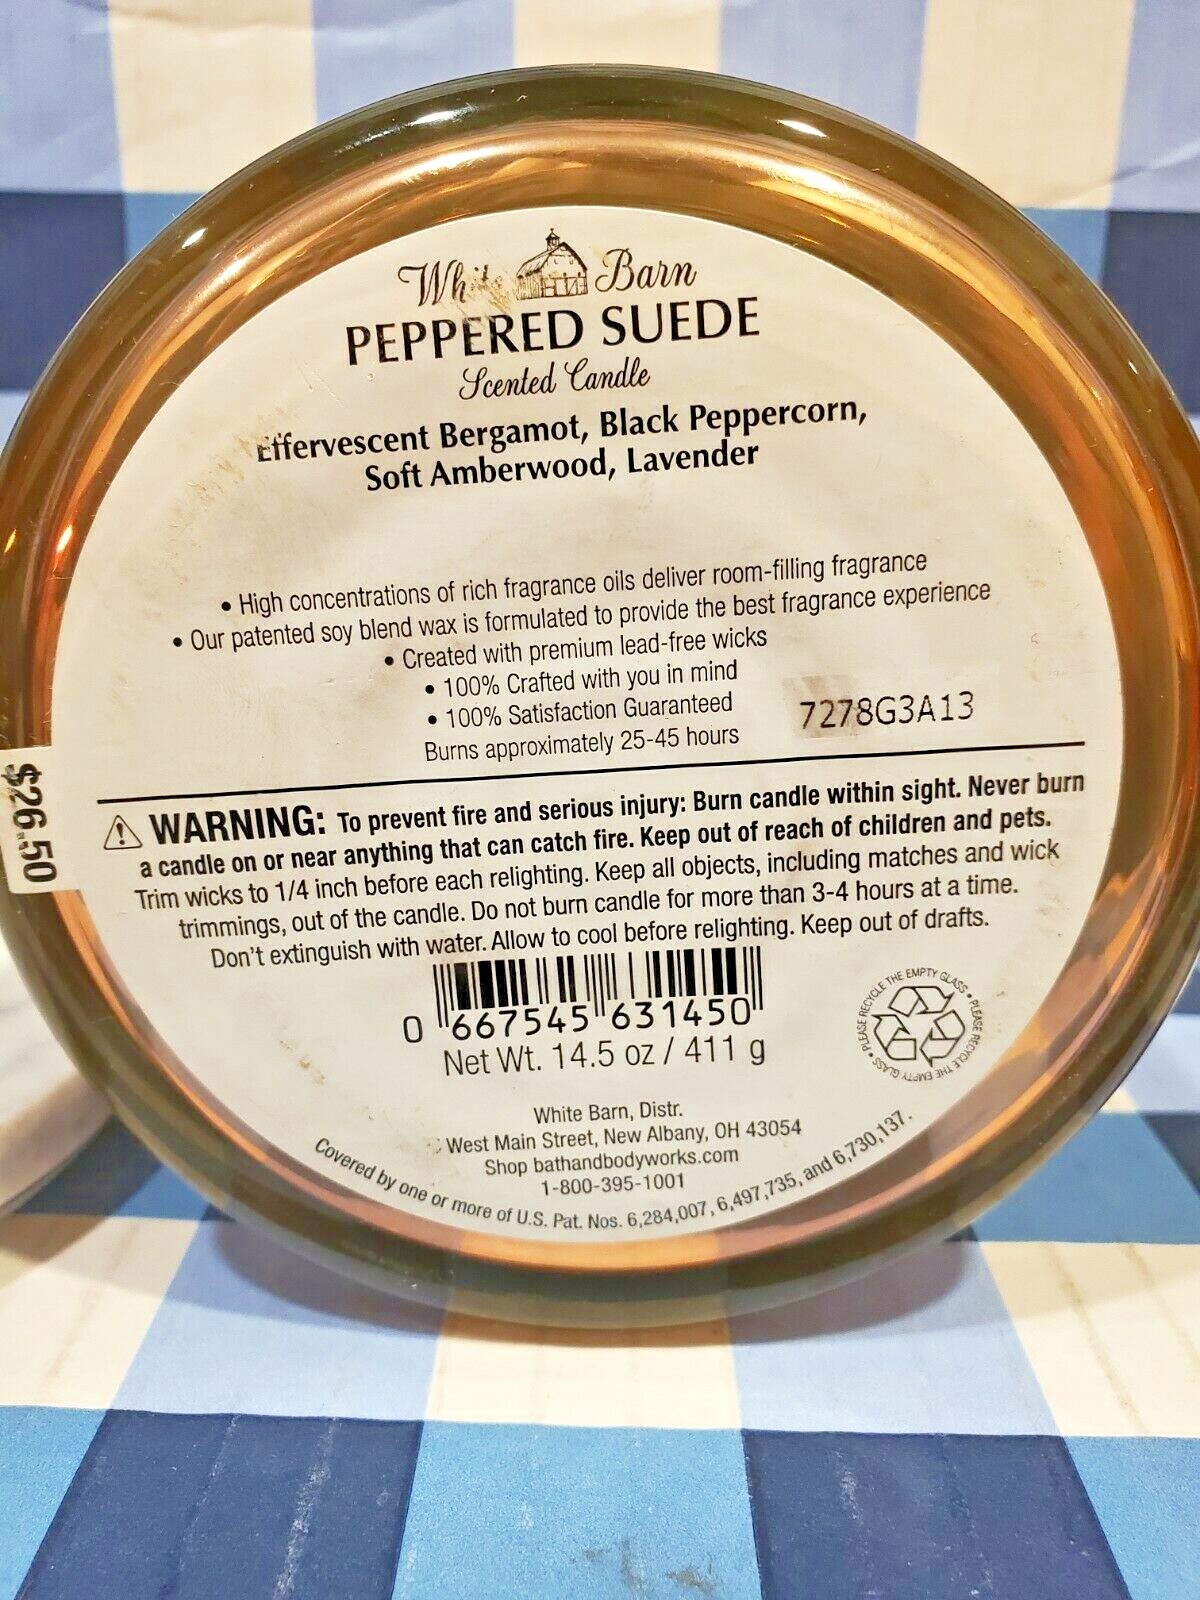 White Barn
PEPPERED SUEDE
Scented Candle
Effervescent Bergamot, Black Peppercorn,
Soft Amberwood, Lavender
• High concentrations of rich fragrance oils deliver room-filling fragrance
• Our patented soy blend wax is formulated to provide the best fragrance experience
• Created with premium lead-free wicks
• 100% Crafted with you in mind
• 100% Satisfaction Guaranteed
Burns approximately 25-45 hours
7278G3A13
$26.50
⚠ WARNING: To prevent fire and serious injury: Burn candle within sight. Never burn
a candle on or near anything that can catch fire. Keep out of reach of children and pets.
Trim wicks to 1/4 inch before each relighting. Keep all objects, including matches and wick
trimmings, out of the candle. Do not burn candle for more than 3-4 hours at a time.
Don't extinguish with water. Allow to cool before relighting. Keep out of drafts.
0 667545 631450
Net Wt. 14.5 oz / 411 g
PLEASE RECYCLE THE EMPTY GLASS • PLEASE RECYCLE THE EMPTY GLASS •
White Barn, Distr.
West Main Street, New Albany, OH 43054
Shop bathandbodyworks.com
1-800-395-1001
Covered by one or more of U.S. Pat. Nos. 6,284,007, 6,497,735, and 6,730,137.